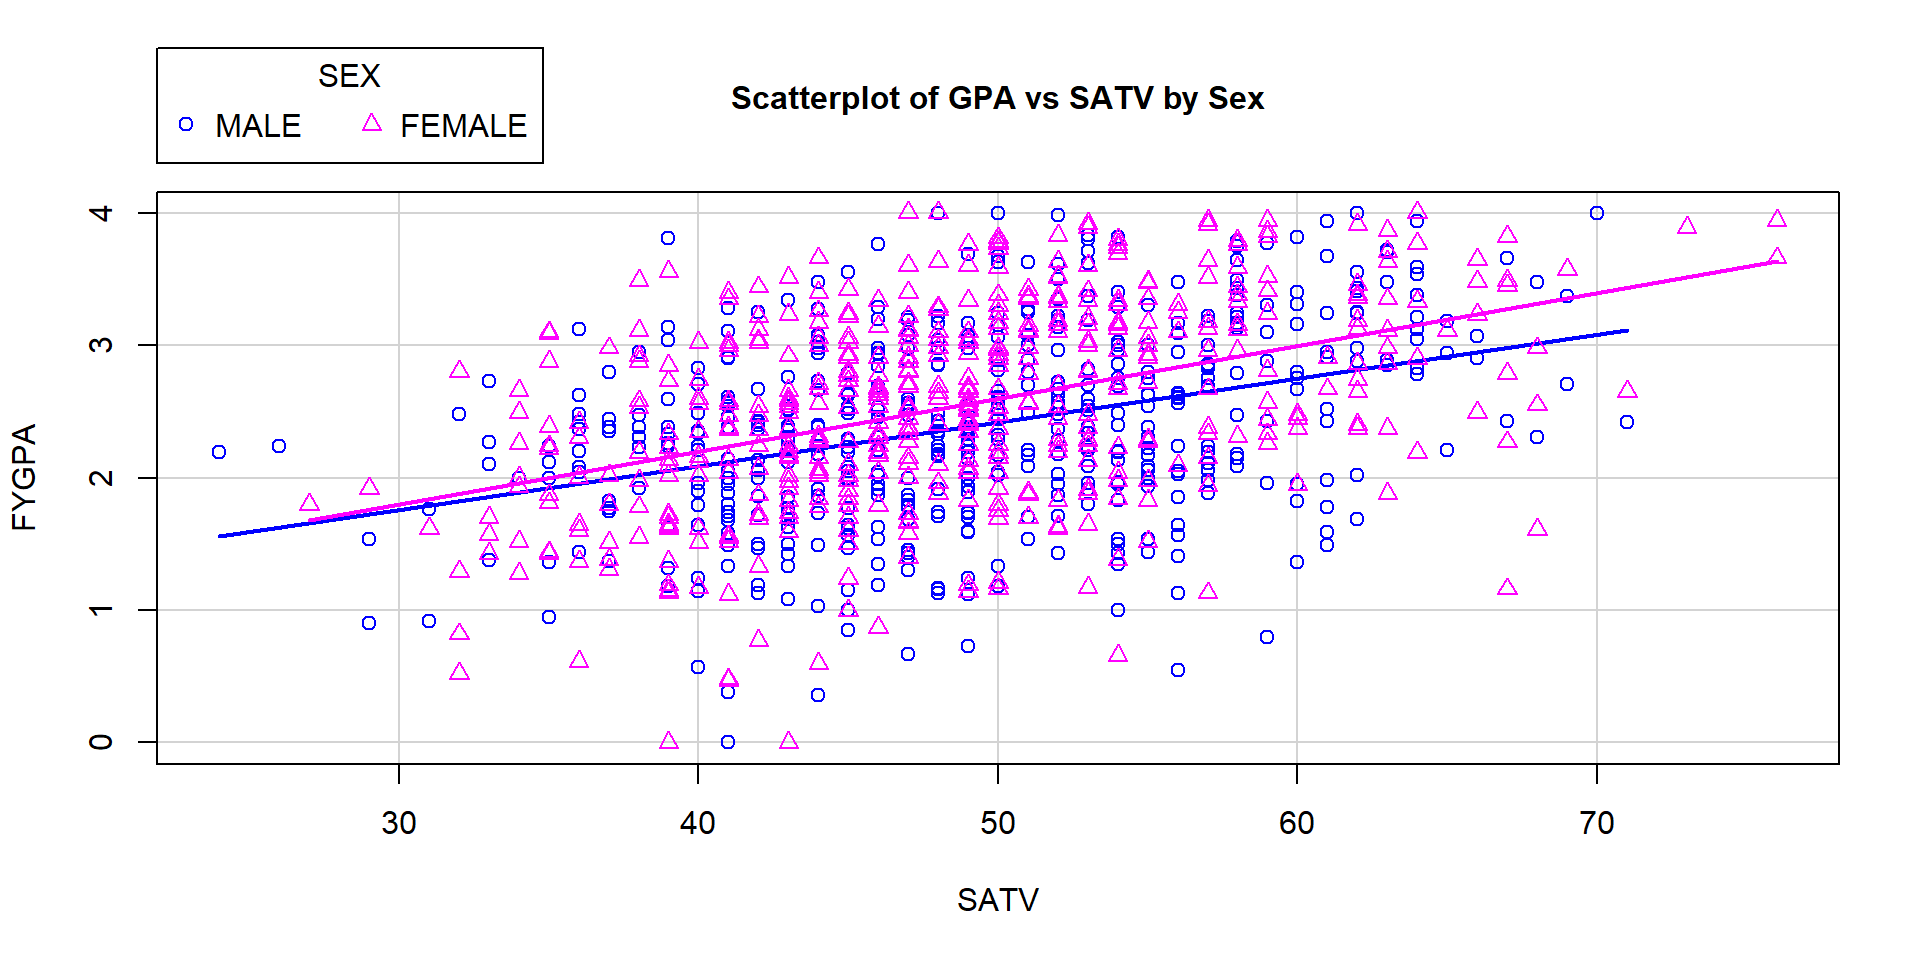 SEX
MALE FEMALE
Scatterplot of GPA vs SATV by Sex
FYGPA
4
3
2
1
0
30 40 50 60 70
SATV